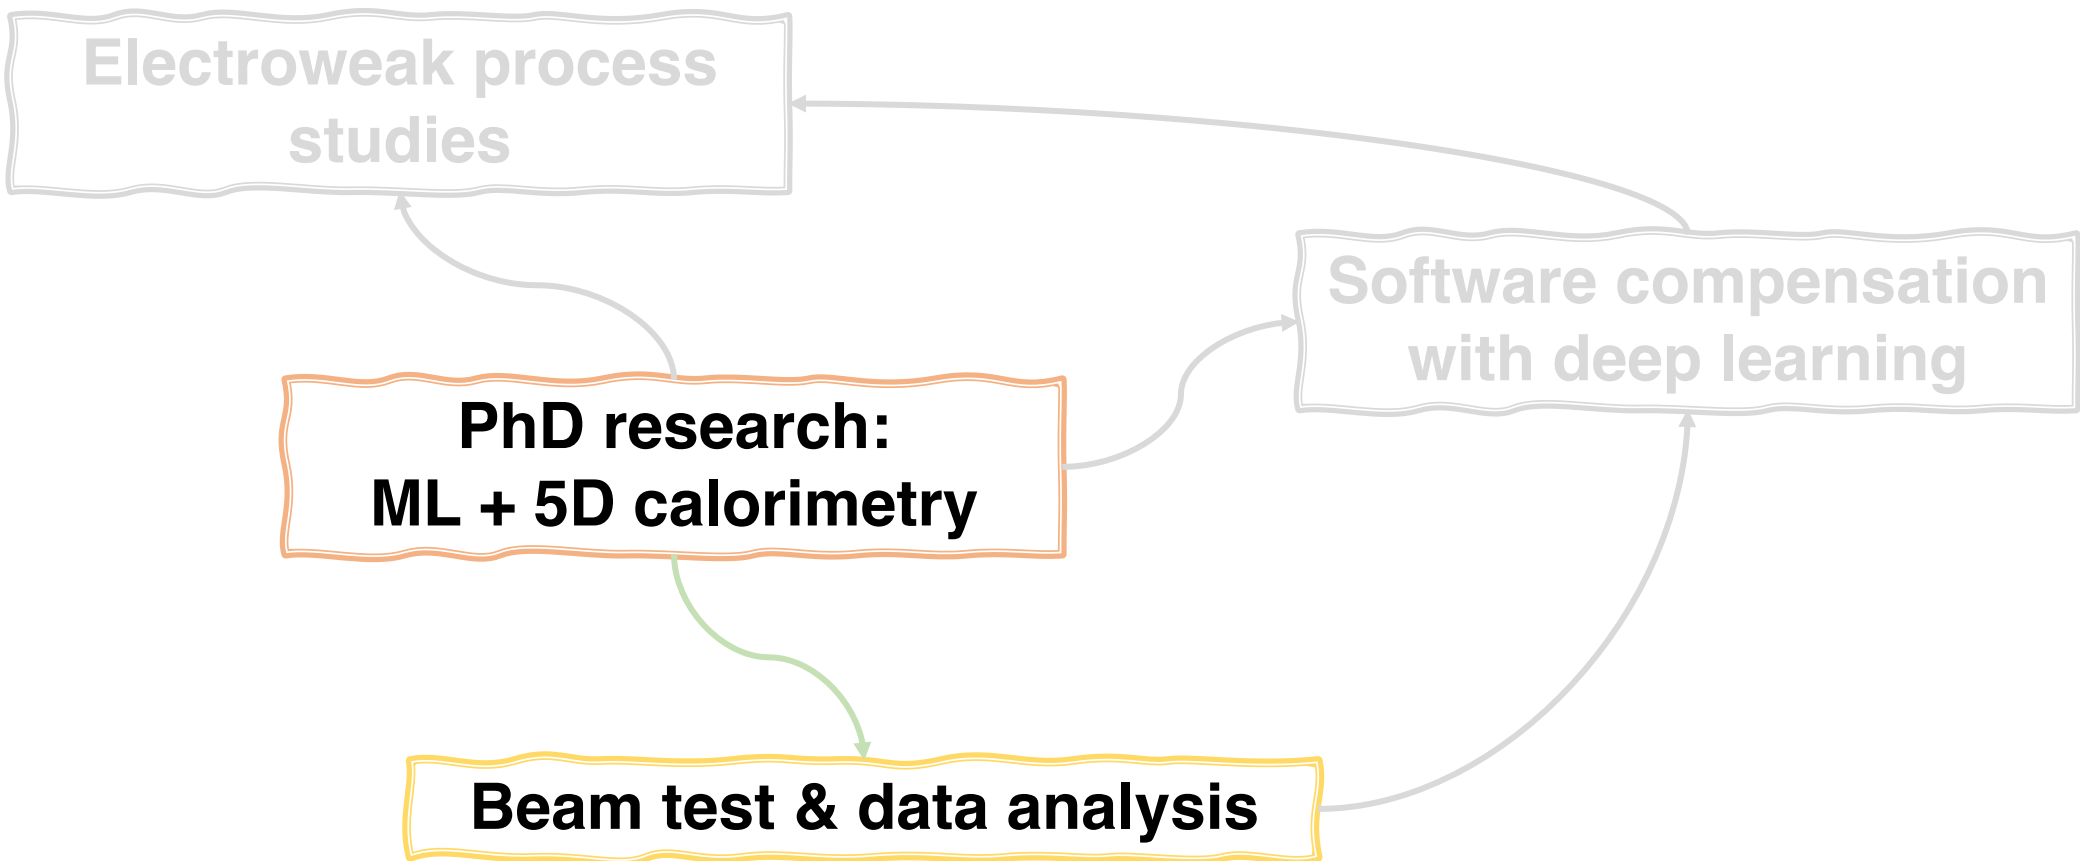 Electroweak process
studies
Software compensation
with deep learning
PhD research:
ML + 5D calorimetry
Beam test & data analysis